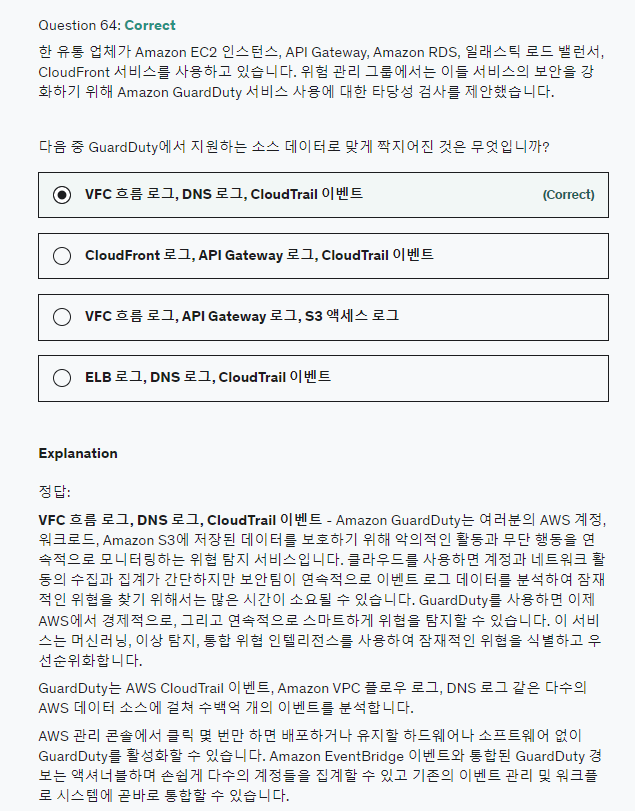 Question 64: Correct
한 유통 업체가 Amazon EC2 인스턴스, API Gateway, Amazon RDS, 일래스틱 로드 밸런서,
CloudFront 서비스를 사용하고 있습니다. 위험 관리 그룹에서는 이들 서비스의 보안을 강
화하기 위해 Amazon GuardDuty 서비스 사용에 대한 타당성 검사를 제안했습니다.
다음 중 GuardDuty에서 지원하는 소스 데이터로 맞게 짝지어진 것은 무엇입니까?
VFC 흐름 로그, DNS 로그, CloudTrail 이벤트 (Correct)
CloudFront 로그, API Gateway 로그, CloudTrail 이벤트
VFC 흐름 로그, API Gateway 로그, S3 액세스 로그
ELB 로그, DNS 로그, CloudTrail 이벤트
Explanation
정답:
VFC 흐름 로그, DNS 로그, CloudTrail 이벤트 - Amazon GuardDuty는 여러분의 AWS 계정,
워크로드, Amazon S3에 저장된 데이터를 보호하기 위해 악의적인 활동과 무단 행동을 연
속적으로 모니터링하는 위협 탐지 서비스입니다. 클라우드를 사용하면 계정과 네트워크 활
동의 수집과 집계가 간단하지만 보안팀이 연속적으로 이벤트 로그 데이터를 분석하여 잠재
적인 위협을 찾기 위해서는 많은 시간이 소요될 수 있습니다. GuardDuty를 사용하면 이제
AWS에서 경제적으로, 그리고 연속적으로 스마트하게 위협을 탐지할 수 있습니다. 이 서비
스는 머신러닝, 이상 탐지, 통합 위협 인텔리전스를 사용하여 잠재적인 위협을 식별하고 우
선순위화합니다.
GuardDuty는 AWS CloudTrail 이벤트, Amazon VPC 플로우 로그, DNS 로그 같은 다수의
AWS 데이터 소스에 걸쳐 수백억 개의 이벤트를 분석합니다.
AWS 관리 콘솔에서 클릭 몇 번만 하면 배포하거나 유지할 하드웨어나 소프트웨어 없이
GuardDuty를 활성화할 수 있습니다. Amazon EventBridge 이벤트와 통합된 GuardDuty 경
보는 액셔너블하며 손쉽게 다수의 계정들을 집계할 수 있고 기존의 이벤트 관리 및 워크플
로 시스템에 곧바로 통합할 수 있습니다.